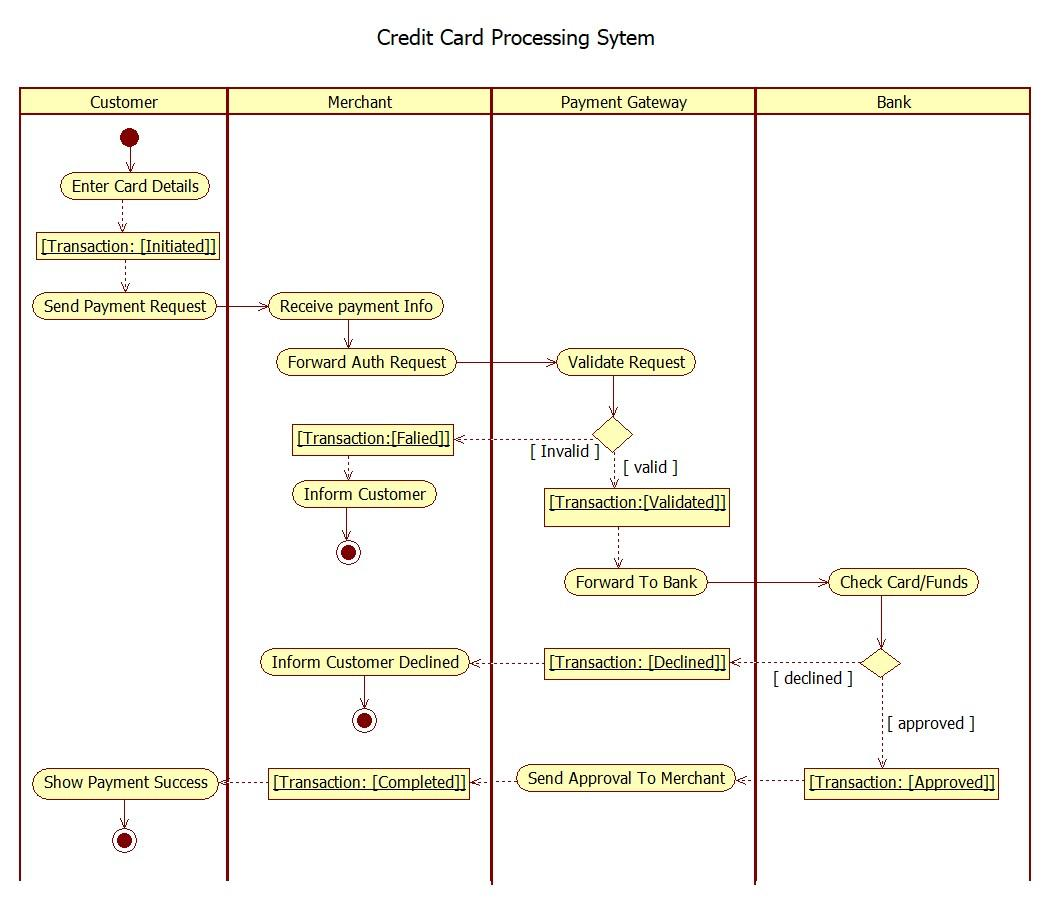 Credit Card Processing Sytem
Customer
Merchant
Payment Gateway
Bank
Enter Card Details
[Transaction: [Initiated]]
Send Payment Request
Receive payment Info
Forward Auth Request
Validate Request
[Transaction:[Falied]]
[ Invalid ]
[ valid ]
Inform Customer
[Transaction:[Validated]]
Forward To Bank
Check Card/Funds
Inform Customer Declined
[Transaction: [Declined]]
[ declined ]
[ approved ]
Show Payment Success
[Transaction: [Completed]]
Send Approval To Merchant
[Transaction: [Approved]]